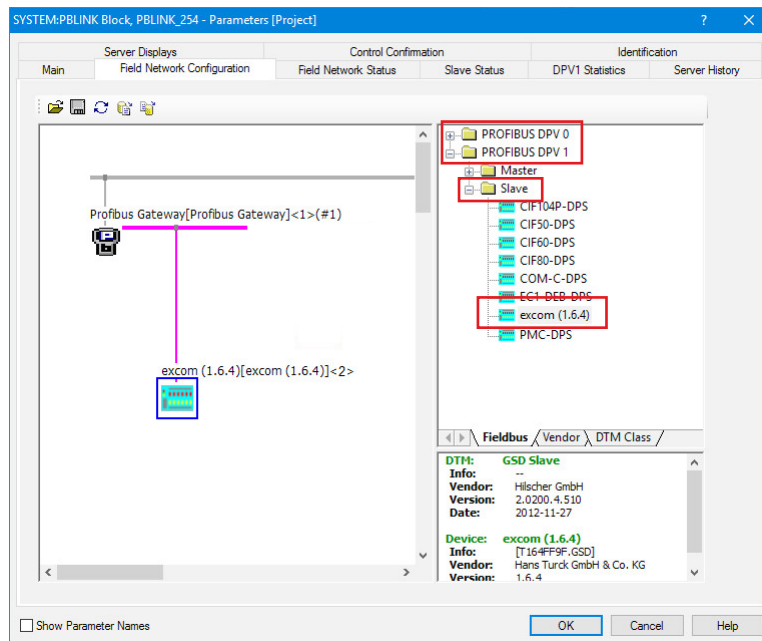 SYSTEM:PBLINK Block, PBLINK_254 - Parameters [Project]
Server Displays
Control Confirmation
Identification
Main
Field Network Configuration
Field Network Status
Slave Status
DPV1 Statistics
Server History
Profibus Gateway[Profibus Gateway]<1>(#1)
excom (1.6.4)[excom (1.6.4)]<2>
PROFIBUS DPV 0
PROFIBUS DPV 1
Master
Slave
CIF104P-DPS
CIF50-DPS
CIF60-DPS
CIF80-DPS
COM-C-DPS
EC1-DEB-DPS
excom (1.6.4)
PMC-DPS
Fieldbus Vendor DTM Class
DTM: GSD Slave
Info: --
Vendor: Hilscher GmbH
Version: 2.0200.4.510
Date: 2012-11-27
Device: excom (1.6.4)
Info: [T164FF9F.GSD]
Vendor: Hans Turck GmbH & Co. KG
Version: 1.6.4
Show Parameter Names
OK
Cancel
Help